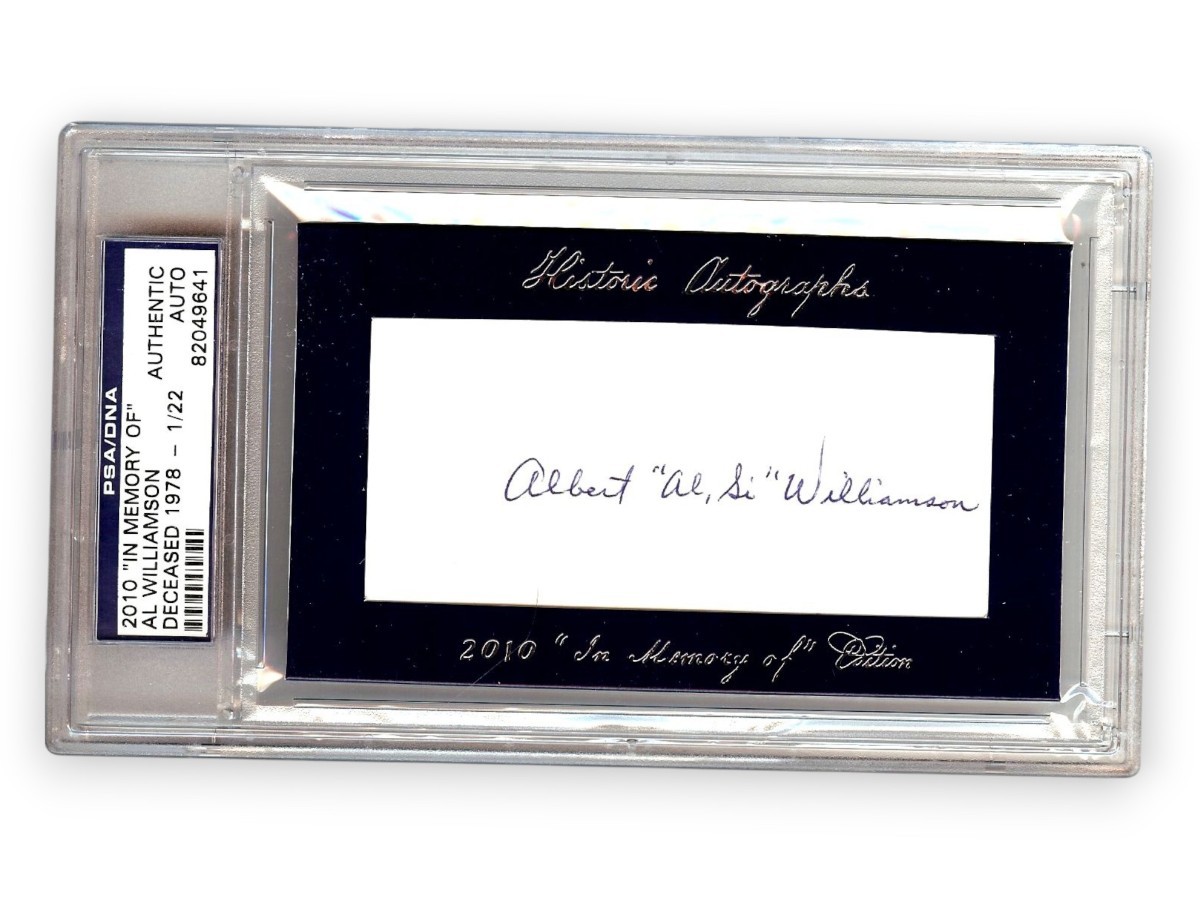 PSA/DNA
2010 "IN MEMORY OF"
AL WILLIAMSON
DECEASED 1978 - 1/22
AUTHENTIC
AUTO
82049641
Historic Autographs
Albert "Al, Si" Williamson
2010 "In Memory of" Edition